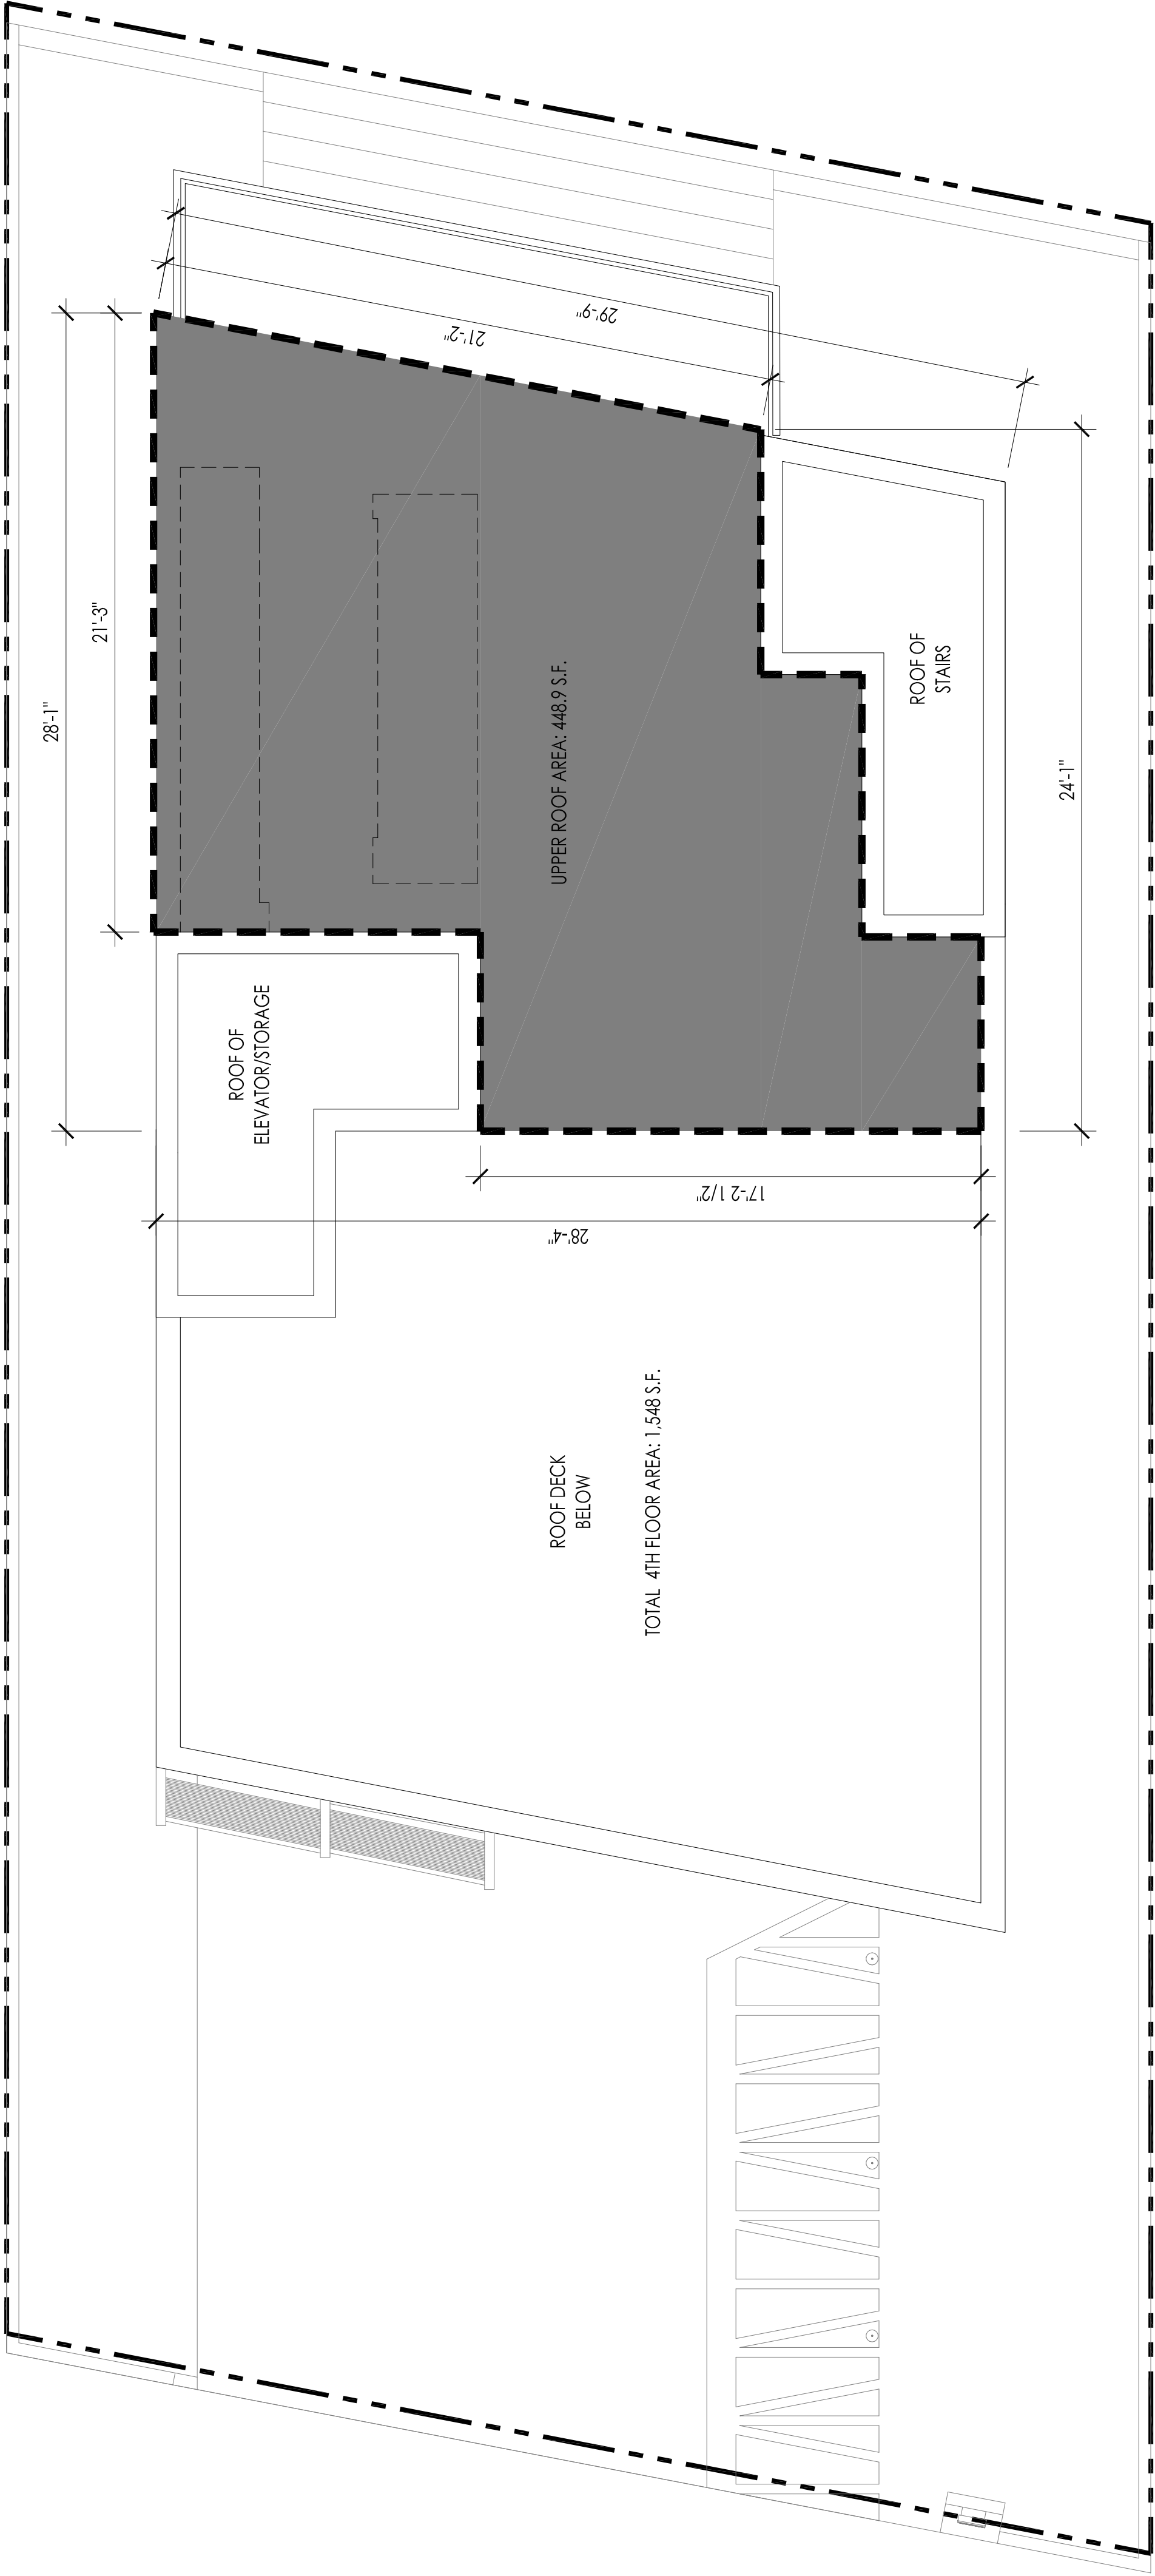 28'-1"
21'-3"
21'-2"
29'-9"
24'-1"
UPPER ROOF AREA: 448.9 S.F.
ROOF OF
STAIRS
ROOF OF
ELEVATOR/STORAGE
17'-2 1/2"
28'-4"
ROOF DECK
BELOW
TOTAL 4TH FLOOR AREA: 1,548 S.F.